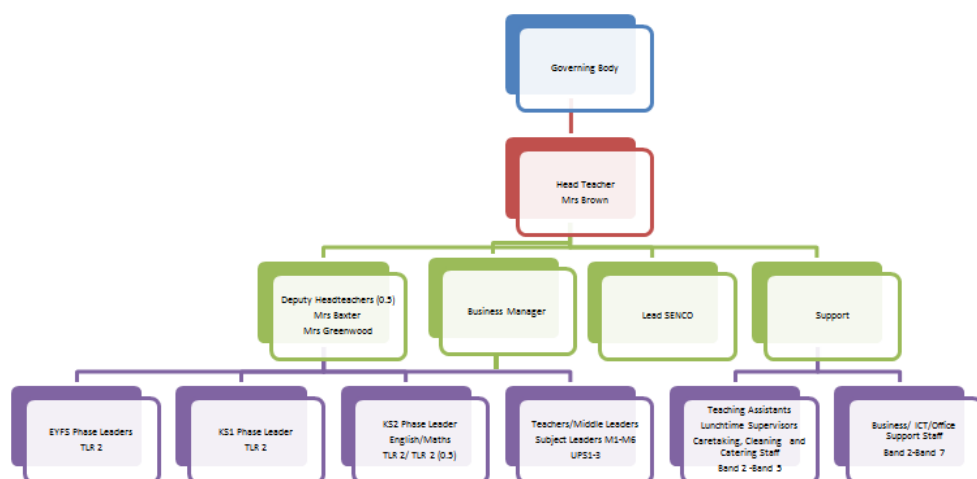 Governing Body
Head Teacher
Mrs Brown
Deputy Headteachers (0.5)
Mrs Baxter
Mrs Greenwood
Business Manager
Lead SENCO
Support
EYFS Phase Leaders
TLR 2
KS1 Phase Leader
TLR 2
KS2 Phase Leader
English/Maths
TLR 2/ TLR 2 (0.5)
Teachers/Middle Leaders
Subject Leaders M1-M6
UPS1-3
Teaching Assistants
Lunchtime Supervisors
Caretaking, Cleaning and
Catering Staff
Band 2 -Band 5
Business/ ICT/Office
Support Staff
Band 2-Band 7